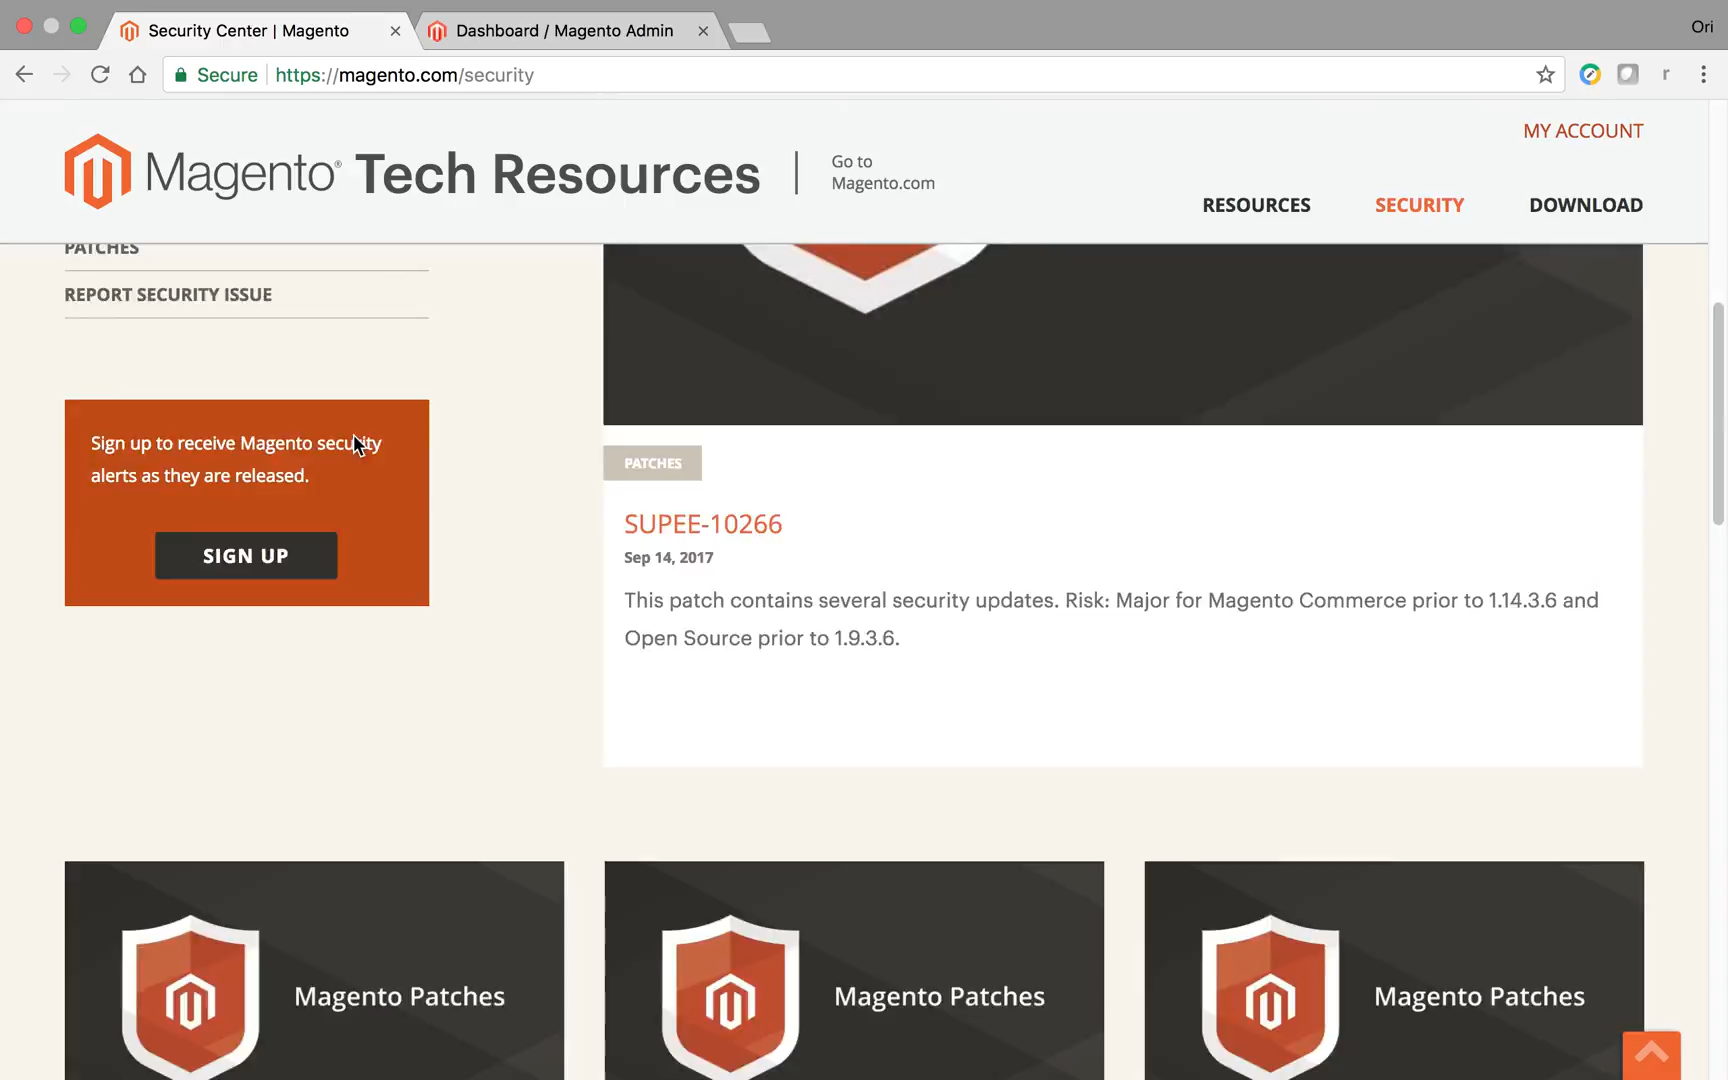 Security Center | Magento
Dashboard / Magento Admin
Ori
Secure
https://magento.com/security
r
MY ACCOUNT
Magento® Tech Resources
Go to
Magento.com
RESOURCES
SECURITY
DOWNLOAD
PATCHES
REPORT SECURITY ISSUE
Sign up to receive Magento security
alerts as they are released.
SIGN UP
PATCHES
SUPEE-10266
Sep 14, 2017
This patch contains several security updates. Risk: Major for Magento Commerce prior to 1.14.3.6 and
Open Source prior to 1.9.3.6.
Magento Patches
Magento Patches
Magento Patches